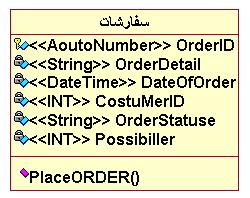 سفارشات
<<AoutoNumber>> OrderID
<<String>> OrderDetail
<<DateTime>> DateOfOrder
<<INT>> CostuMerID
<<String>> OrderStatuse
<<INT>> Possibiller
PlaceORDER()